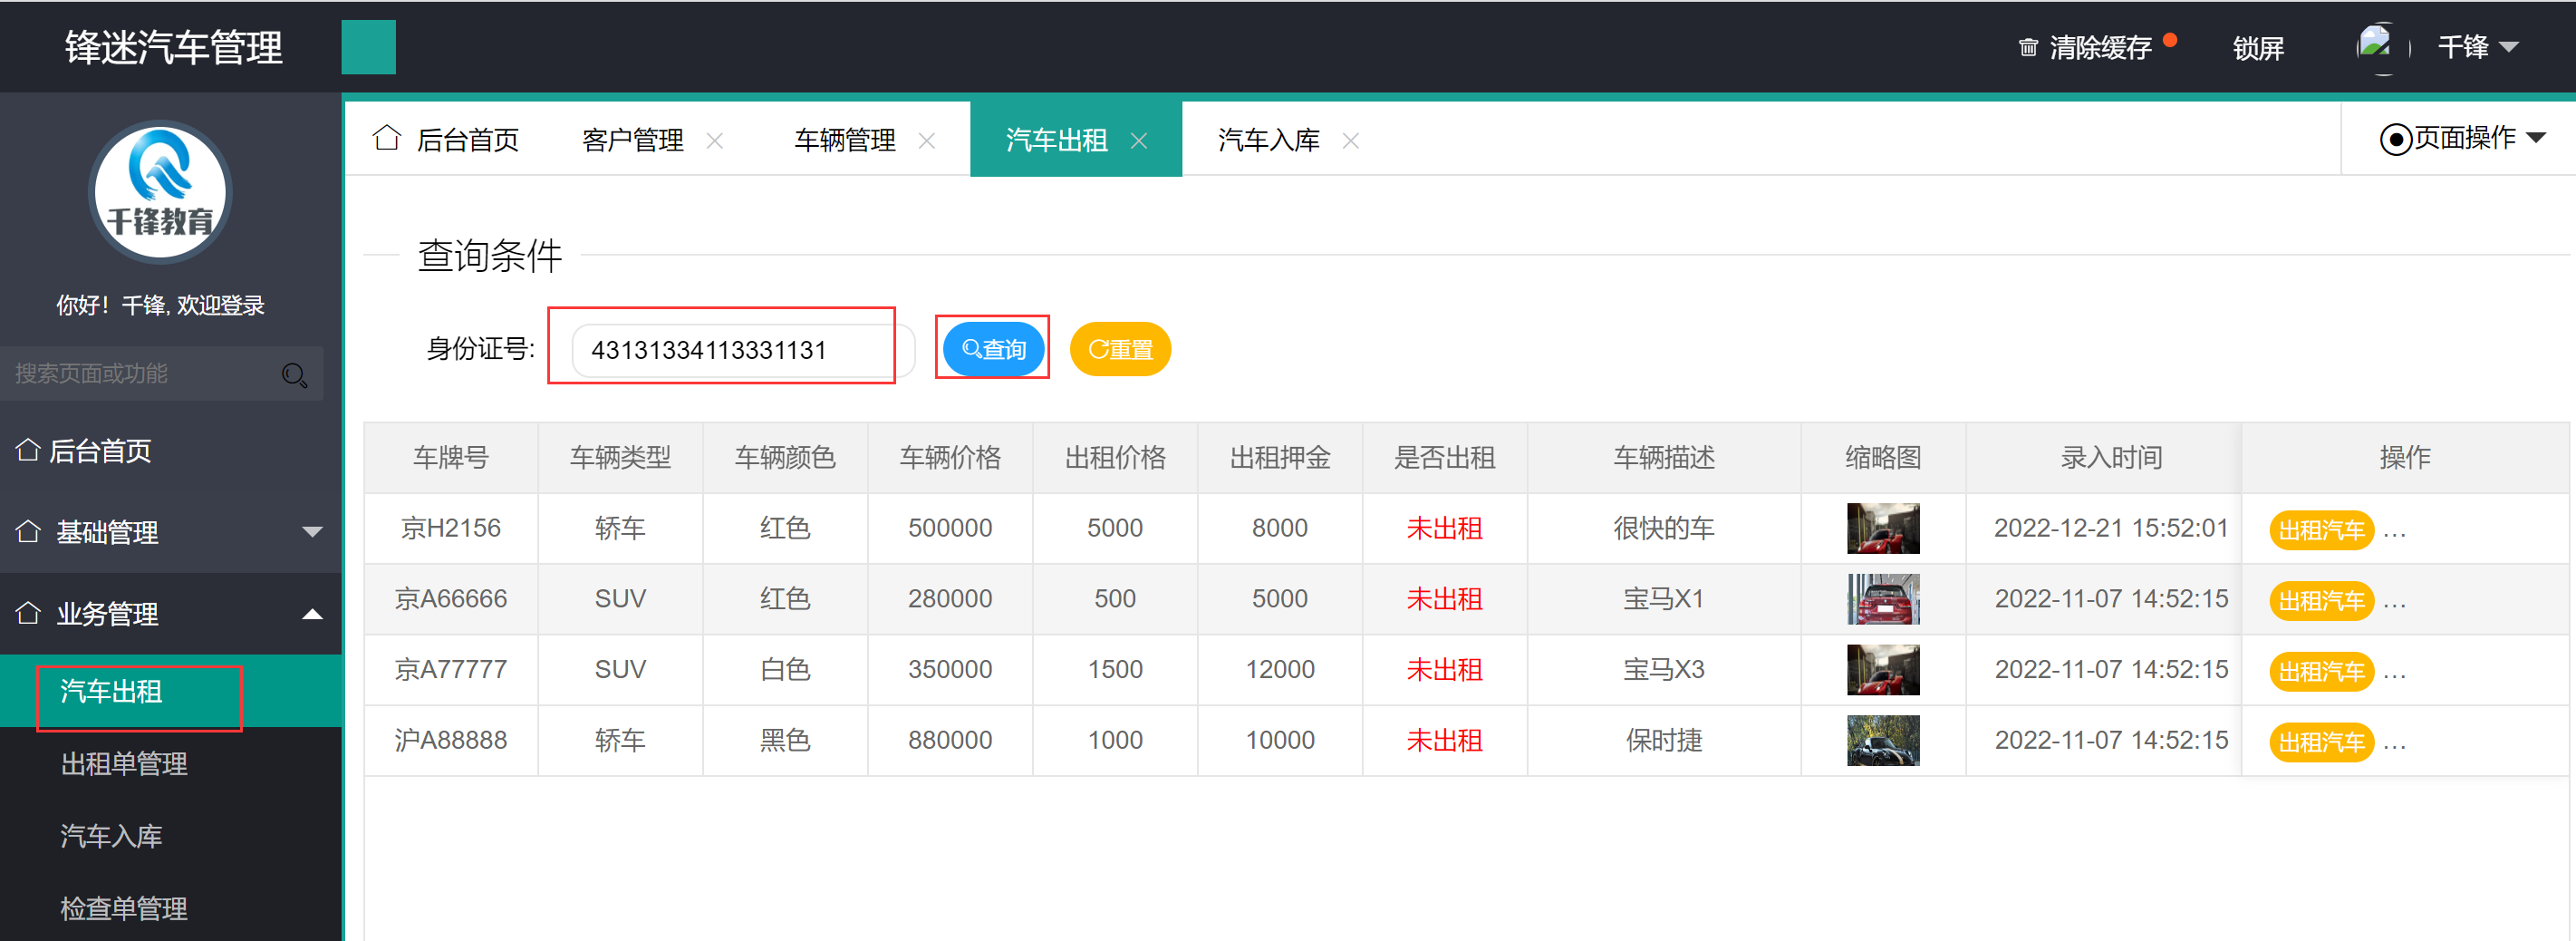 锋迷汽车管理
清除缓存
锁屏
千锋
千锋教育
你好！千锋, 欢迎登录
搜索页面或功能
后台首页
基础管理
业务管理
汽车出租
出租单管理
汽车入库
检查单管理
后台首页 客户管理 车辆管理 汽车出租 汽车入库 页面操作
查询条件
身份证号: 43131334113331131 查询 重置
车牌号 车辆类型 车辆颜色 车辆价格 出租价格 出租押金 是否出租 车辆描述 缩略图 录入时间 操作
京H2156 轿车 红色 500000 5000 8000 未出租 很快的车 2022-12-21 15:52:01 出租汽车 ...
京A66666 SUV 红色 280000 500 5000 未出租 宝马X1 2022-11-07 14:52:15 出租汽车 ...
京A77777 SUV 白色 350000 1500 12000 未出租 宝马X3 2022-11-07 14:52:15 出租汽车 ...
沪A88888 轿车 黑色 880000 1000 10000 未出租 保时捷 2022-11-07 14:52:15 出租汽车 ...